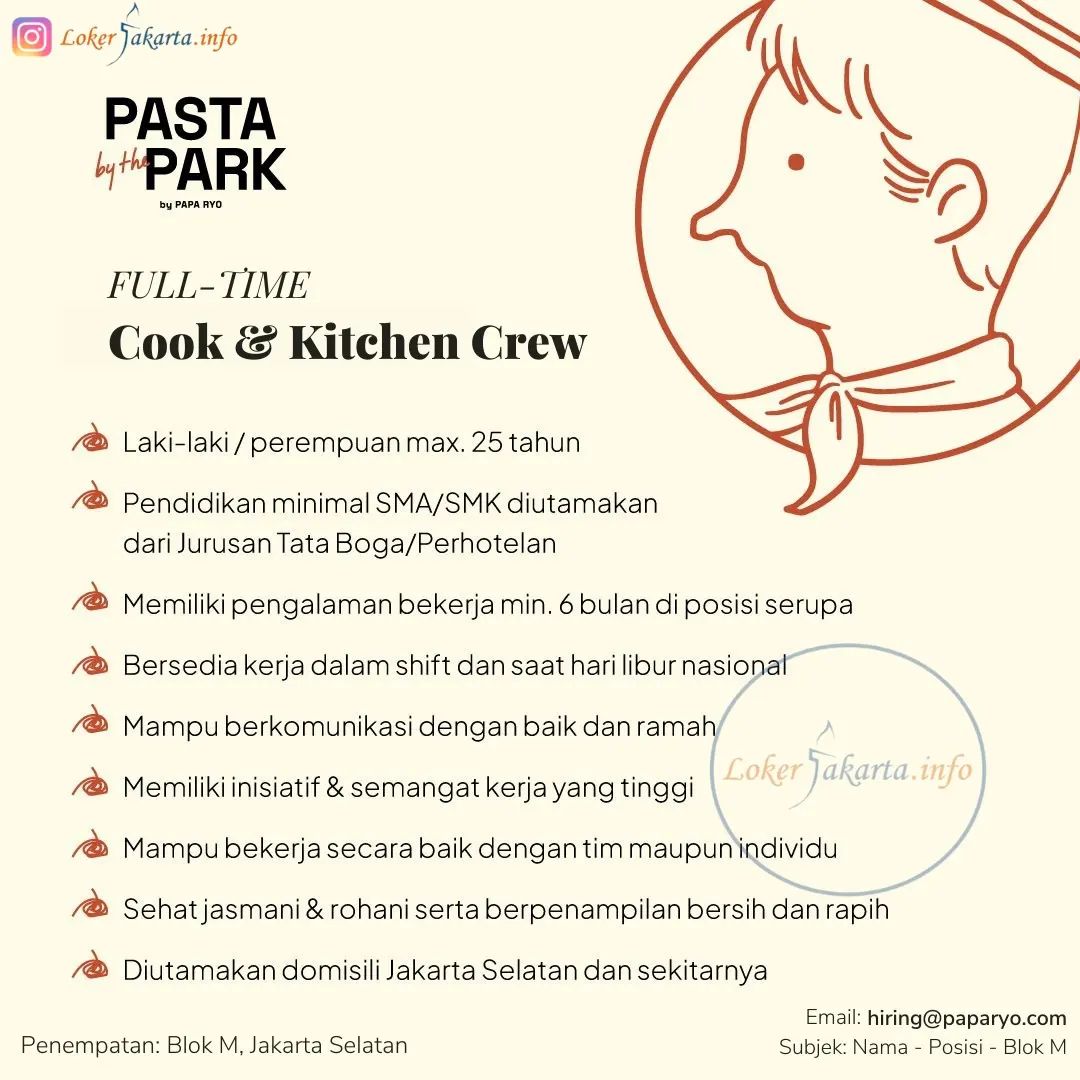 Loker Jakarta.info
PASTA
by the PARK
by PAPA RYO
FULL-TIME
Cook & Kitchen Crew
Laki-laki / perempuan max. 25 tahun
Pendidikan minimal SMA/SMK diutamakan
dari Jurusan Tata Boga/Perhotelan
Memiliki pengalaman bekerja min. 6 bulan di posisi serupa
Bersedia kerja dalam shift dan saat hari libur nasional
Mampu berkomunikasi dengan baik dan ramah
Loker Jakarta.info
Memiliki inisiatif & semangat kerja yang tinggi
Mampu bekerja secara baik dengan tim maupun individu
Sehat jasmani & rohani serta berpenampilan bersih dan rapih
Diutamakan domisili Jakarta Selatan dan sekitarnya
Penempatan: Blok M, Jakarta Selatan
Email: hiring@paparyo.com
Subjek: Nama - Posisi - Blok M